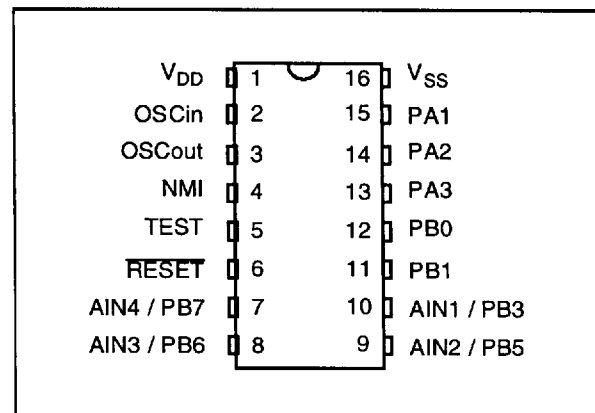 VDD 1 16 VSS
OSCin 2 15 PA1
OSCout 3 14 PA2
NMI 4 13 PA3
TEST 5 12 PB0
RESET 6 11 PB1
AIN4 / PB7 7 10 AIN1 / PB3
AIN3 / PB6 8 9 AIN2 / PB5